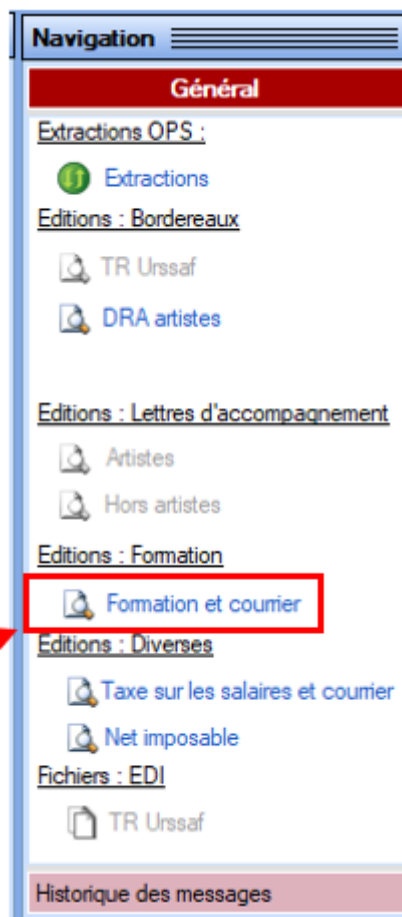 Navigation
Général
Extractions OPS :
Extractions
Editions : Bordereaux
TR Urssaf
DRA artistes
Editions : Lettres d'accompagnement
Artistes
Hors artistes
Editions : Formation
Formation et courrier
Editions : Diverses
Taxe sur les salaires et courrier
Net imposable
Fichiers : EDI
TR Urssaf
Historique des messages